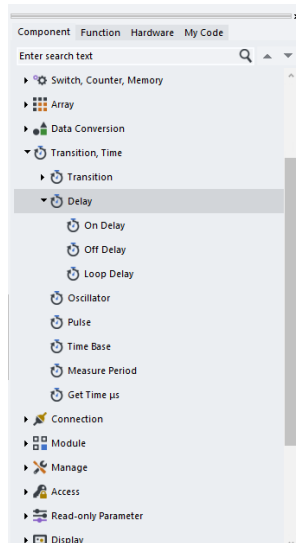 Component Function Hardware My Code
Enter search text
Switch, Counter, Memory
Array
Data Conversion
Transition, Time
Transition
Delay
On Delay
Off Delay
Loop Delay
Oscillator
Pulse
Time Base
Measure Period
Get Time µs
Connection
Module
Manage
Access
Read-only Parameter
Display